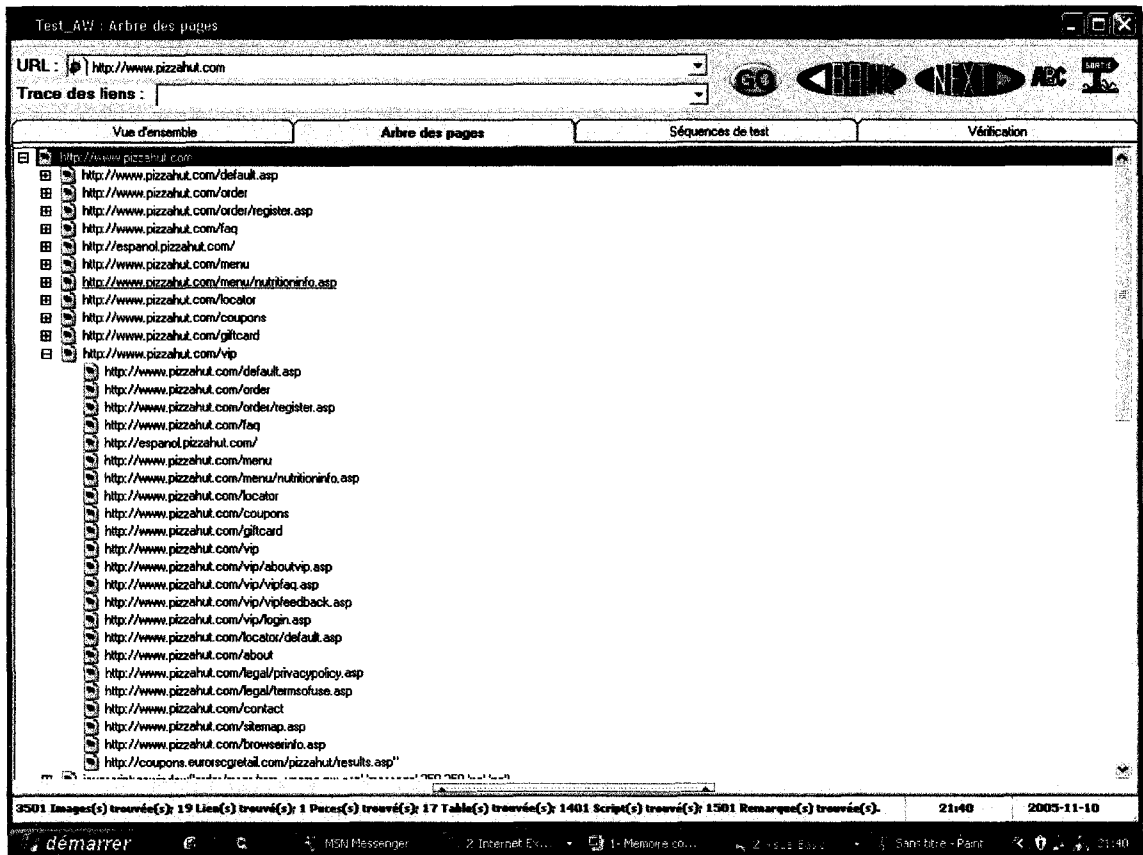 Test_AW : Arbre des pages
URL : http://www.pizzahut.com
GO BACK NEXT ABC SORTIE
Trace des liens :
Vue d'ensemble Arbre des pages Séquences de test Vérification
http://www.pizzahut.com
http://www.pizzahut.com/default.asp
http://www.pizzahut.com/order
http://www.pizzahut.com/order/register.asp
http://www.pizzahut.com/faq
http://espanol.pizzahut.com/
http://www.pizzahut.com/menu
http://www.pizzahut.com/menu/nutritioninfo.asp
http://www.pizzahut.com/locator
http://www.pizzahut.com/coupons
http://www.pizzahut.com/giftcard
http://www.pizzahut.com/vip
http://www.pizzahut.com/default.asp
http://www.pizzahut.com/order
http://www.pizzahut.com/order/register.asp
http://www.pizzahut.com/faq
http://espanol.pizzahut.com/
http://www.pizzahut.com/menu
http://www.pizzahut.com/menu/nutritioninfo.asp
http://www.pizzahut.com/locator
http://www.pizzahut.com/coupons
http://www.pizzahut.com/giftcard
http://www.pizzahut.com/vip
http://www.pizzahut.com/vip/aboutvip.asp
http://www.pizzahut.com/vip/vipfaq.asp
http://www.pizzahut.com/vip/vipfeedback.asp
http://www.pizzahut.com/vip/login.asp
http://www.pizzahut.com/locator/default.asp
http://www.pizzahut.com/about
http://www.pizzahut.com/legal/privacypolicy.asp
http://www.pizzahut.com/legal/termsofuse.asp
http://www.pizzahut.com/contact
http://www.pizzahut.com/sitemap.asp
http://www.pizzahut.com/browserinfo.asp
http://coupons.eurorscgretail.com/pizzahut/results.asp"
3501 Images(s) trouvée(s); 19 Lien(s) trouvé(s); 1 Puces(s) trouvé(s); 17 Table(s) trouvée(s); 1401 Script(s) trouvé(s); 1501 Remarque(s) trouvée(s). 21:40 2005-11-10
démarrer MSN Messenger 2 Internet Ex... 1- Memoire co... Sans titre - Paint 21:40